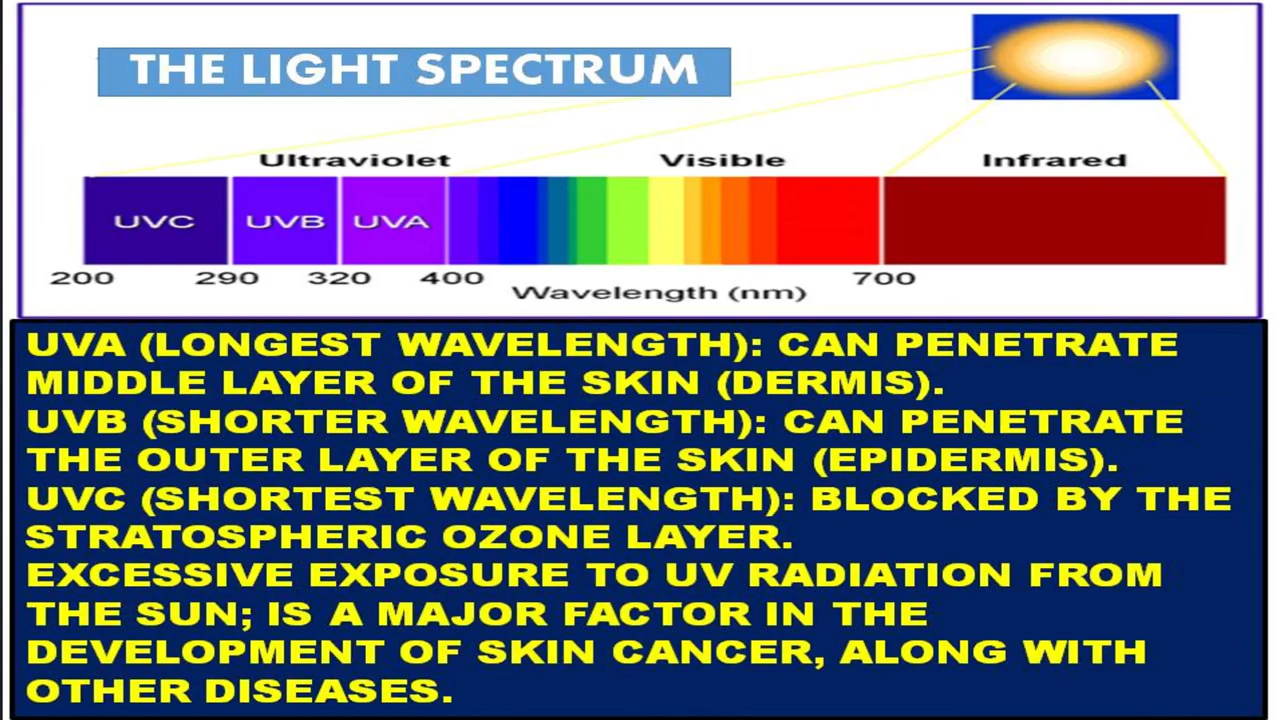 THE LIGHT SPECTRUM
Ultraviolet Visible Infrared
UVC UVB UVA
200 290 320 400 700
Wavelength (nm)
UVA (LONGEST WAVELENGTH): CAN PENETRATE
MIDDLE LAYER OF THE SKIN (DERMIS).
UVB (SHORTER WAVELENGTH): CAN PENETRATE
THE OUTER LAYER OF THE SKIN (EPIDERMIS).
UVC (SHORTEST WAVELENGTH): BLOCKED BY THE
STRATOSPHERIC OZONE LAYER.
EXCESSIVE EXPOSURE TO UV RADIATION FROM
THE SUN; IS A MAJOR FACTOR IN THE
DEVELOPMENT OF SKIN CANCER, ALONG WITH
OTHER DISEASES.